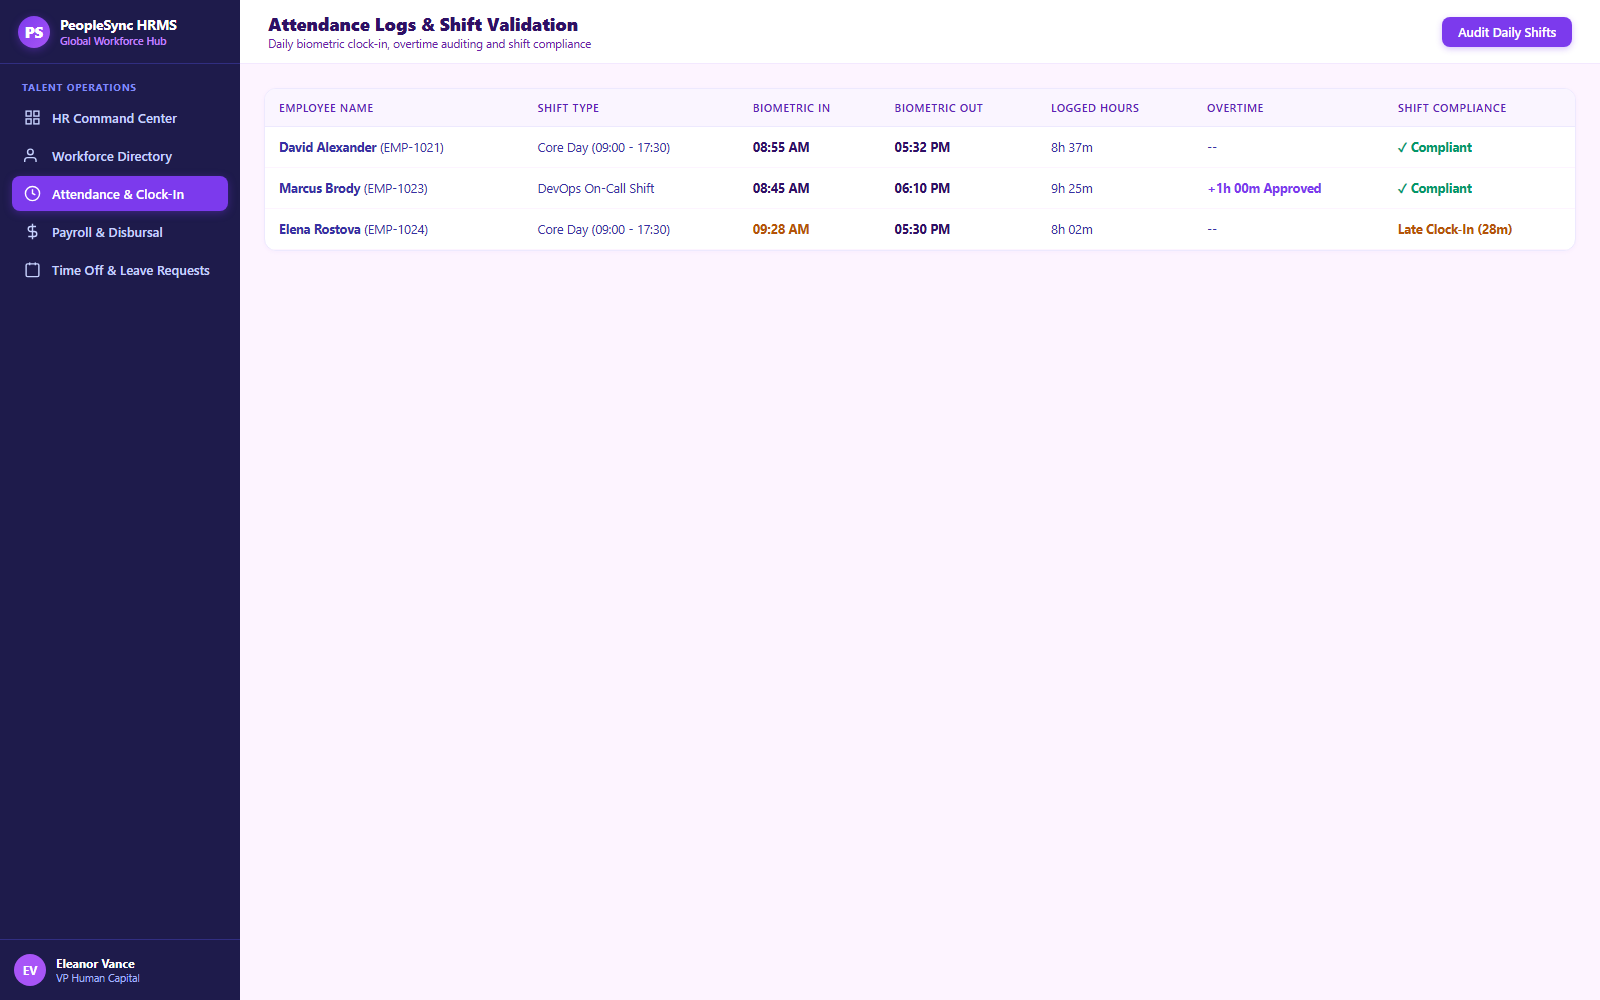 PS
PeopleSync HRMS
Global Workforce Hub
TALENT OPERATIONS
HR Command Center
Workforce Directory
Attendance & Clock-In
Payroll & Disbursal
Time Off & Leave Requests
EV
Eleanor Vance
VP Human Capital
Attendance Logs & Shift Validation
Daily biometric clock-in, overtime auditing and shift compliance
Audit Daily Shifts
EMPLOYEE NAME SHIFT TYPE BIOMETRIC IN BIOMETRIC OUT LOGGED HOURS OVERTIME SHIFT COMPLIANCE
David Alexander (EMP-1021) Core Day (09:00 - 17:30) 08:55 AM 05:32 PM 8h 37m -- ✓ Compliant
Marcus Brody (EMP-1023) DevOps On-Call Shift 08:45 AM 06:10 PM 9h 25m +1h 00m Approved ✓ Compliant
Elena Rostova (EMP-1024) Core Day (09:00 - 17:30) 09:28 AM 05:30 PM 8h 02m -- Late Clock-In (28m)